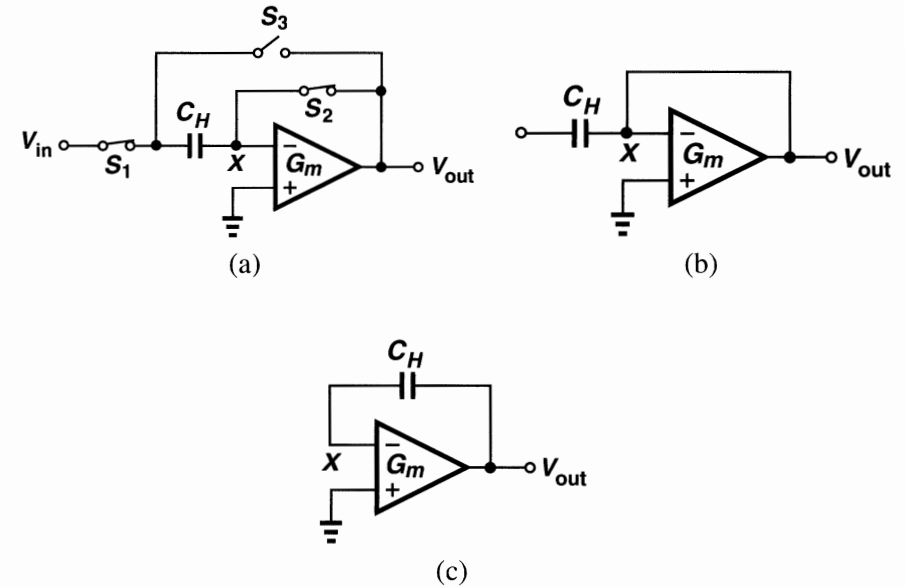 S3
S2
CH
Vin
S1
X
Gm
−
+
Vout
(a)
CH
X
Gm
−
+
Vout
(b)
CH
X
Gm
−
+
Vout
(c)